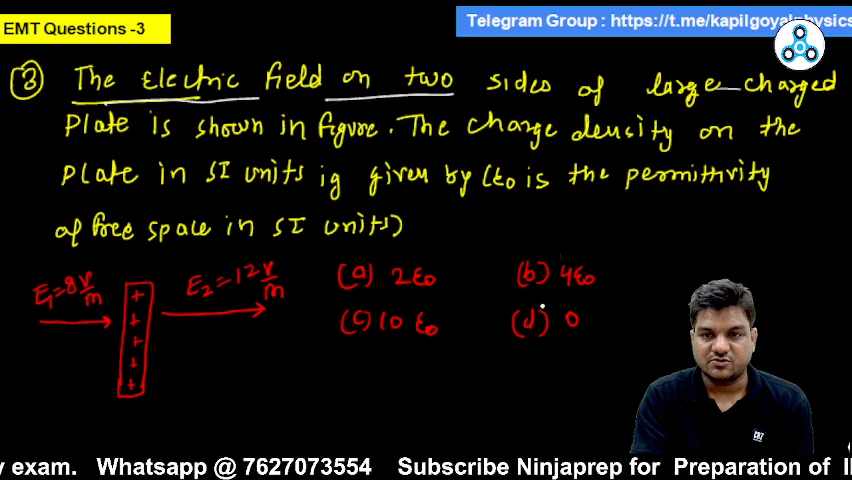 EMT Questions -3
Telegram Group : https://t.me/kapilgoyalphysics
(3) The Electric field on two sides of large charged
Plate is shown in figure. The charge density on the
plate in SI units is given by (ε0 is the permittivity
of free space in SI units)
E1=8 V/m
E2=12 V/m
(a) 2ε0
(b) 4ε0
(c) 10 ε0
(d) 0
+
+
+
+
+
y exam. Whatsapp @ 7627073554 Subscribe Ninjaprep for Preparation of